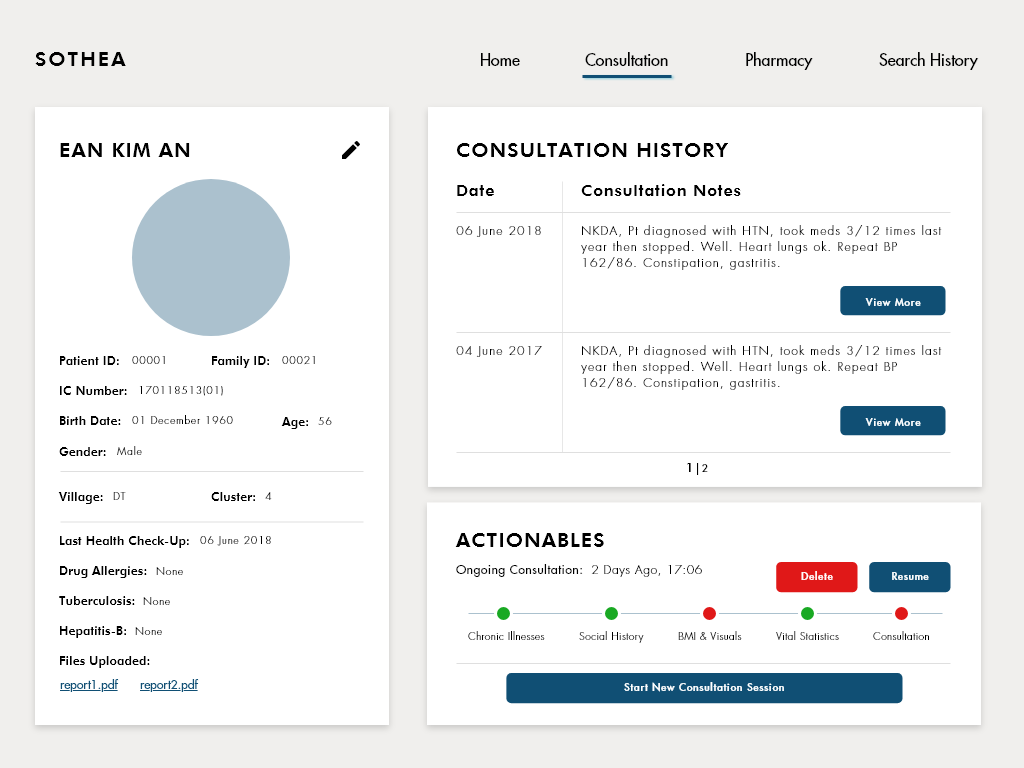 SOTHEA
Home Consultation Pharmacy Search History
EAN KIM AN
Patient ID: 00001 Family ID: 00021
IC Number: 170118513(01)
Birth Date: 01 December 1960 Age: 56
Gender: Male
Village: DT Cluster: 4
Last Health Check-Up: 06 June 2018
Drug Allergies: None
Tuberculosis: None
Hepatitis-B: None
Files Uploaded:
report1.pdf report2.pdf
CONSULTATION HISTORY
Date Consultation Notes
06 June 2018 NKDA, Pt diagnosed with HTN, took meds 3/12 times last
year then stopped. Well. Heart lungs ok. Repeat BP
162/86. Constipation, gastritis.
View More
04 June 2017 NKDA, Pt diagnosed with HTN, took meds 3/12 times last
year then stopped. Well. Heart lungs ok. Repeat BP
162/86. Constipation, gastritis.
View More
1|2
ACTIONABLES
Ongoing Consultation: 2 Days Ago, 17:06 Delete Resume
Chronic Illnesses Social History BMI & Visuals Vital Statistics Consultation
Start New Consultation Session